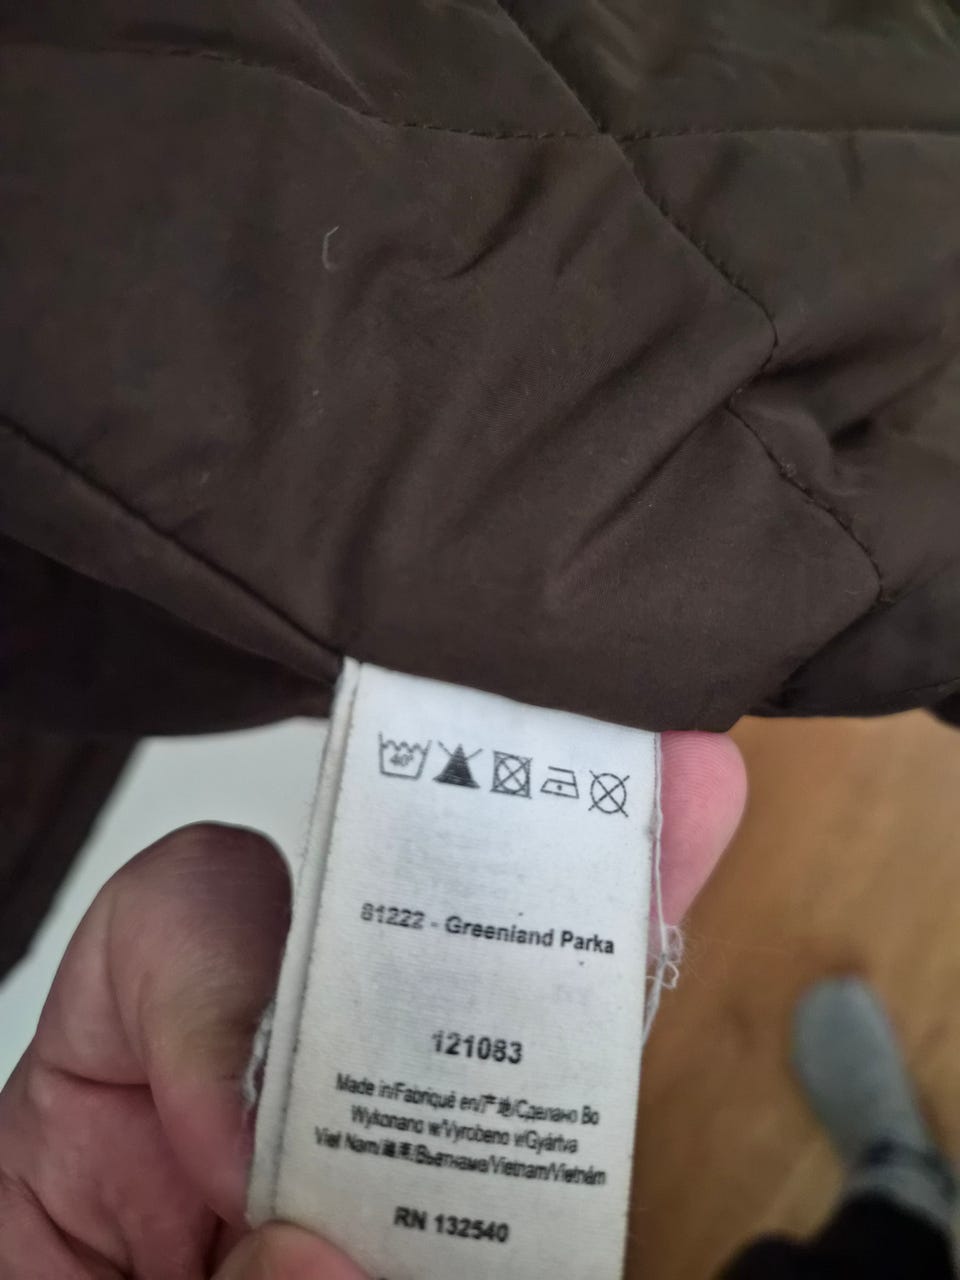 40°
81222 - Greenland Parka
121083
Made in/Fabriqué en/产地/Сделано Во
Wykonano w/Vyrobeno v/Gyártva
Viet Nam/越南/Вьетнаме/Vietnam/Vietnám
RN 132540